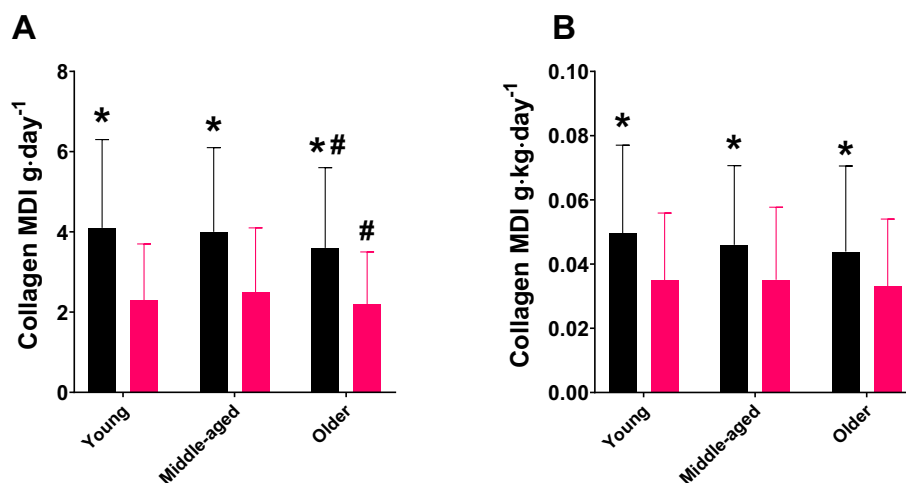 A
Collagen MDI g·day⁻¹
8
6
4
2
0
*
*
*#
#
Young
Middle-aged
Older
B
Collagen MDI g·kg·day⁻¹
0.10
0.08
0.06
0.04
0.02
0.00
*
*
*
Young
Middle-aged
Older